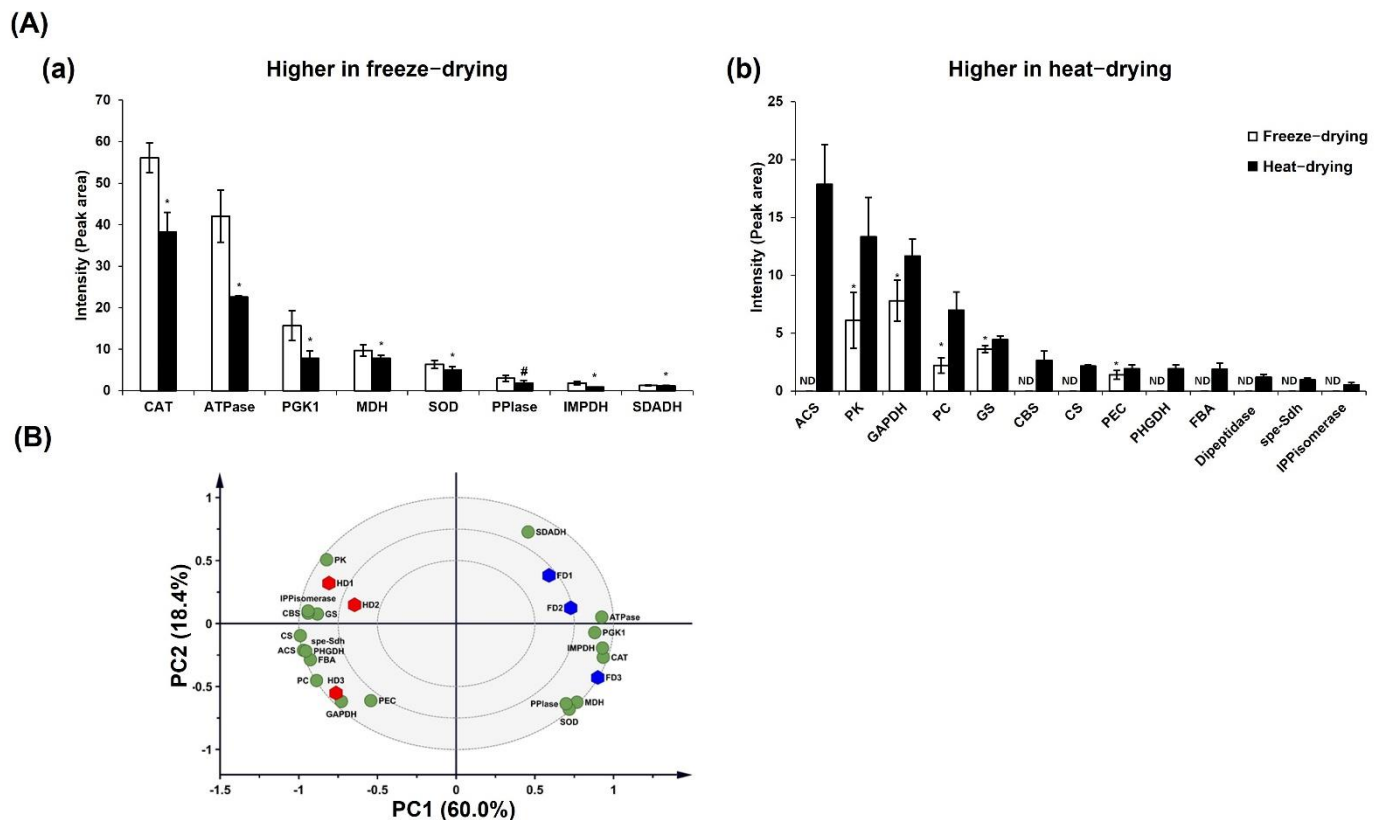 (A)
(a)
Higher in freeze−drying
Intensity (Peak area)
70
60
50
40
30
20
10
0
*
*
*
*
*
#
*
*
CAT
ATPase
PGK1
MDH
SOD
PPlase
IMPDH
SDADH
(b)
Higher in heat−drying
Freeze−drying
Heat−drying
Intensity (Peak area)
25
20
15
10
5
0
ND
*
*
*
*
ND
ND
*
ND
ND
ND
ND
ND
ACS
PK
GAPDH
PC
GS
CBS
CS
PEC
PHGDH
FBA
Dipeptidase
spe-Sdh
IPPisomerase
(B)
PC2 (18.4%)
1
0.5
0
-0.5
-1
SDADH
PK
HD1
FD1
IPPisomerase
HD2
FD2
CBS
GS
ATPase
PGK1
CS
spe-Sdh
IMPDH
ACS
PHGDH
CAT
FBA
PC
HD3
FD3
PEC
PPlase
MDH
GAPDH
SOD
-1.5
-1
-0.5
0
0.5
1
PC1 (60.0%)